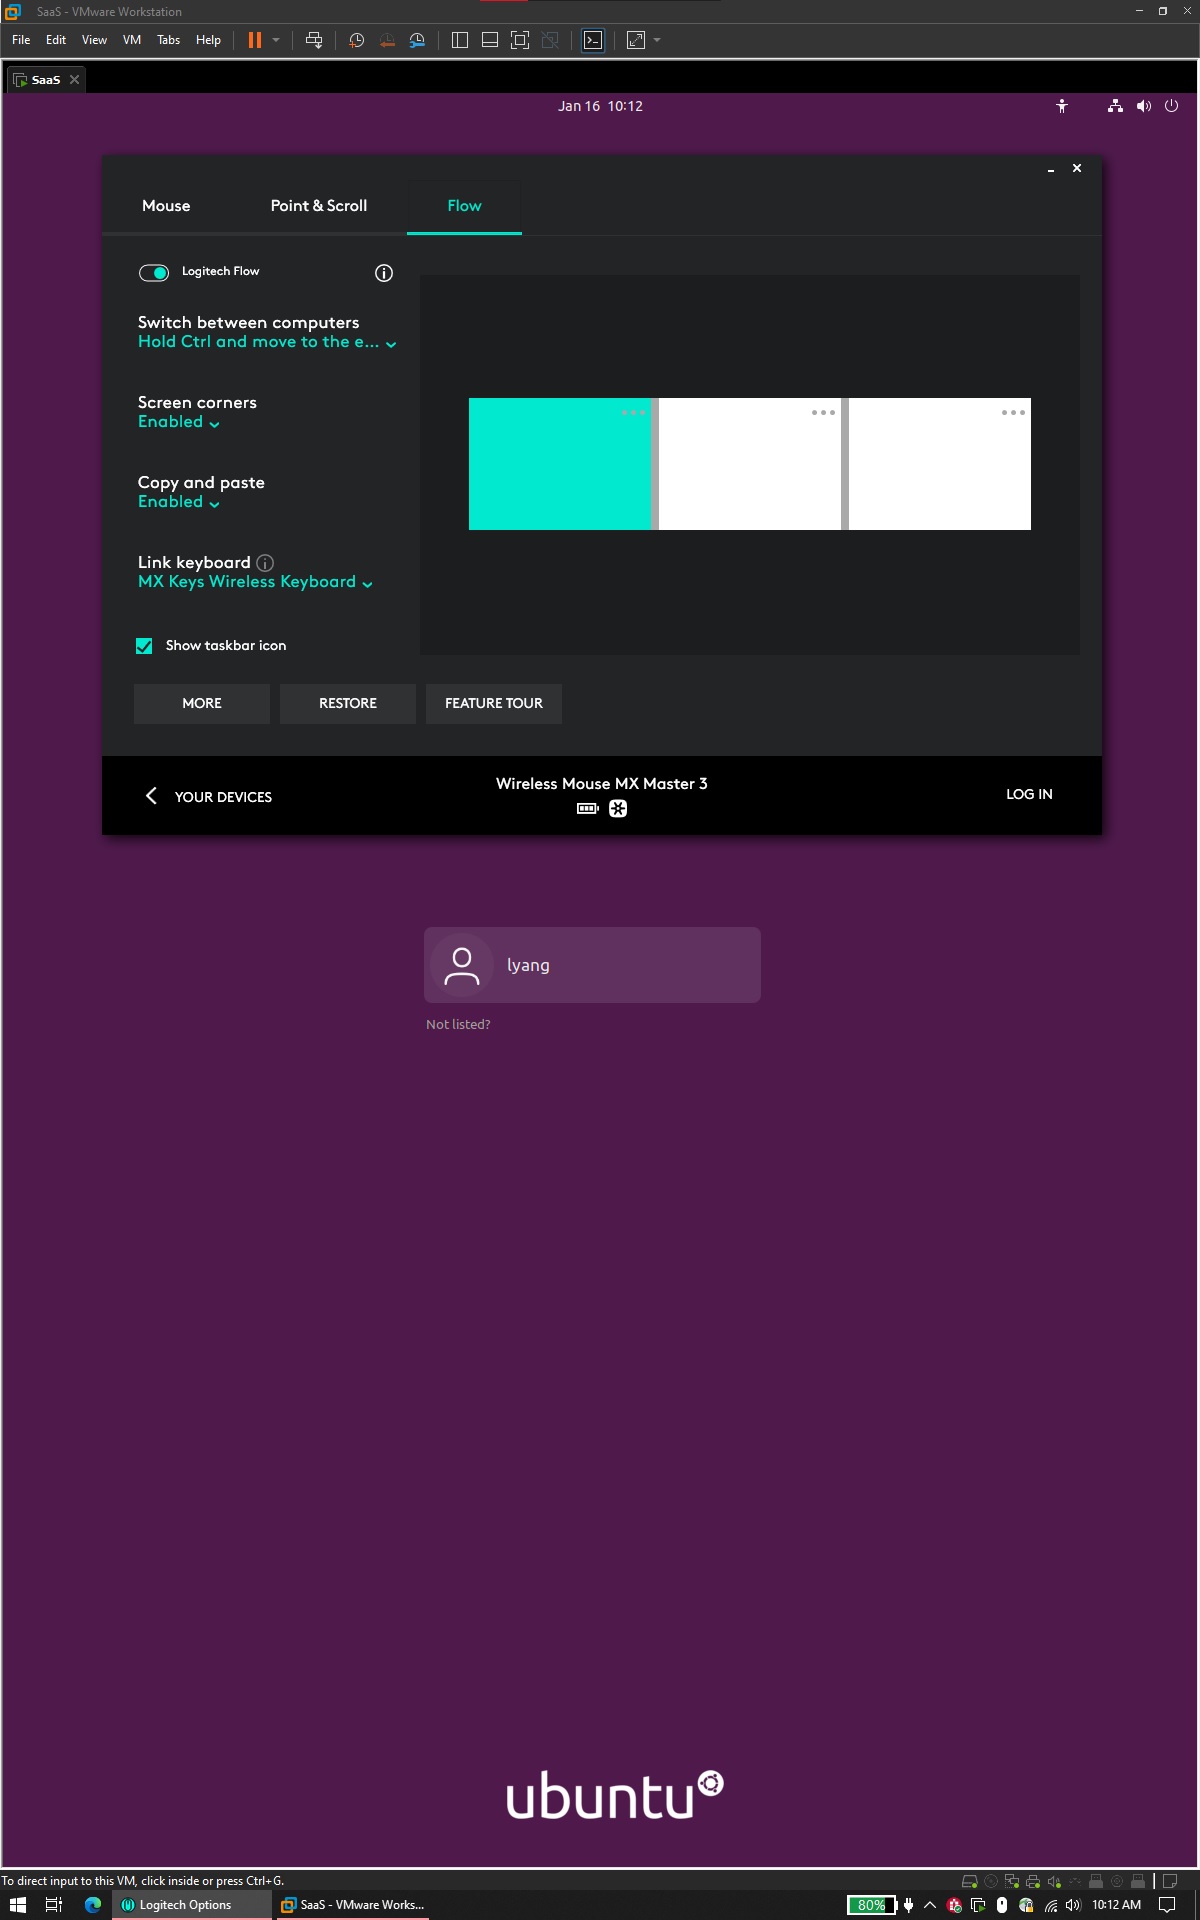 SaaS - VMware Workstation
File Edit View VM Tabs Help
SaaS
Jan 16 10:12
Mouse Point & Scroll Flow
Logitech Flow
Switch between computers
Hold Ctrl and move to the e...
Screen corners
Enabled
Copy and paste
Enabled
Link keyboard
MX Keys Wireless Keyboard
Show taskbar icon
MORE RESTORE FEATURE TOUR
YOUR DEVICES
Wireless Mouse MX Master 3
LOG IN
lyang
Not listed?
ubuntu
To direct input to this VM, click inside or press Ctrl+G.
Logitech Options
SaaS - VMware Works...
80%
10:12 AM